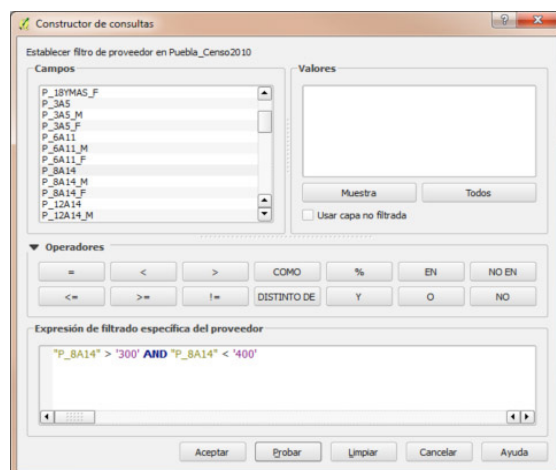 Constructor de consultas
Establecer filtro de proveedor en Puebla_Censo2010
Campos
P_18YMAS_F
P_3A5
P_3A5_M
P_3A5_F
P_6A11
P_6A11_M
P_6A11_F
P_8A14
P_8A14_M
P_8A14_F
P_12A14
P_12A14_M
Valores
Muestra
Todos
Usar capa no filtrada
Operadores
= < > COMO % EN NO EN
<= >= != DISTINTO DE Y O NO
Expresión de filtrado específica del proveedor
"P_8A14" > '300' AND "P_8A14" < '400'
Aceptar Probar Limpiar Cancelar Ayuda